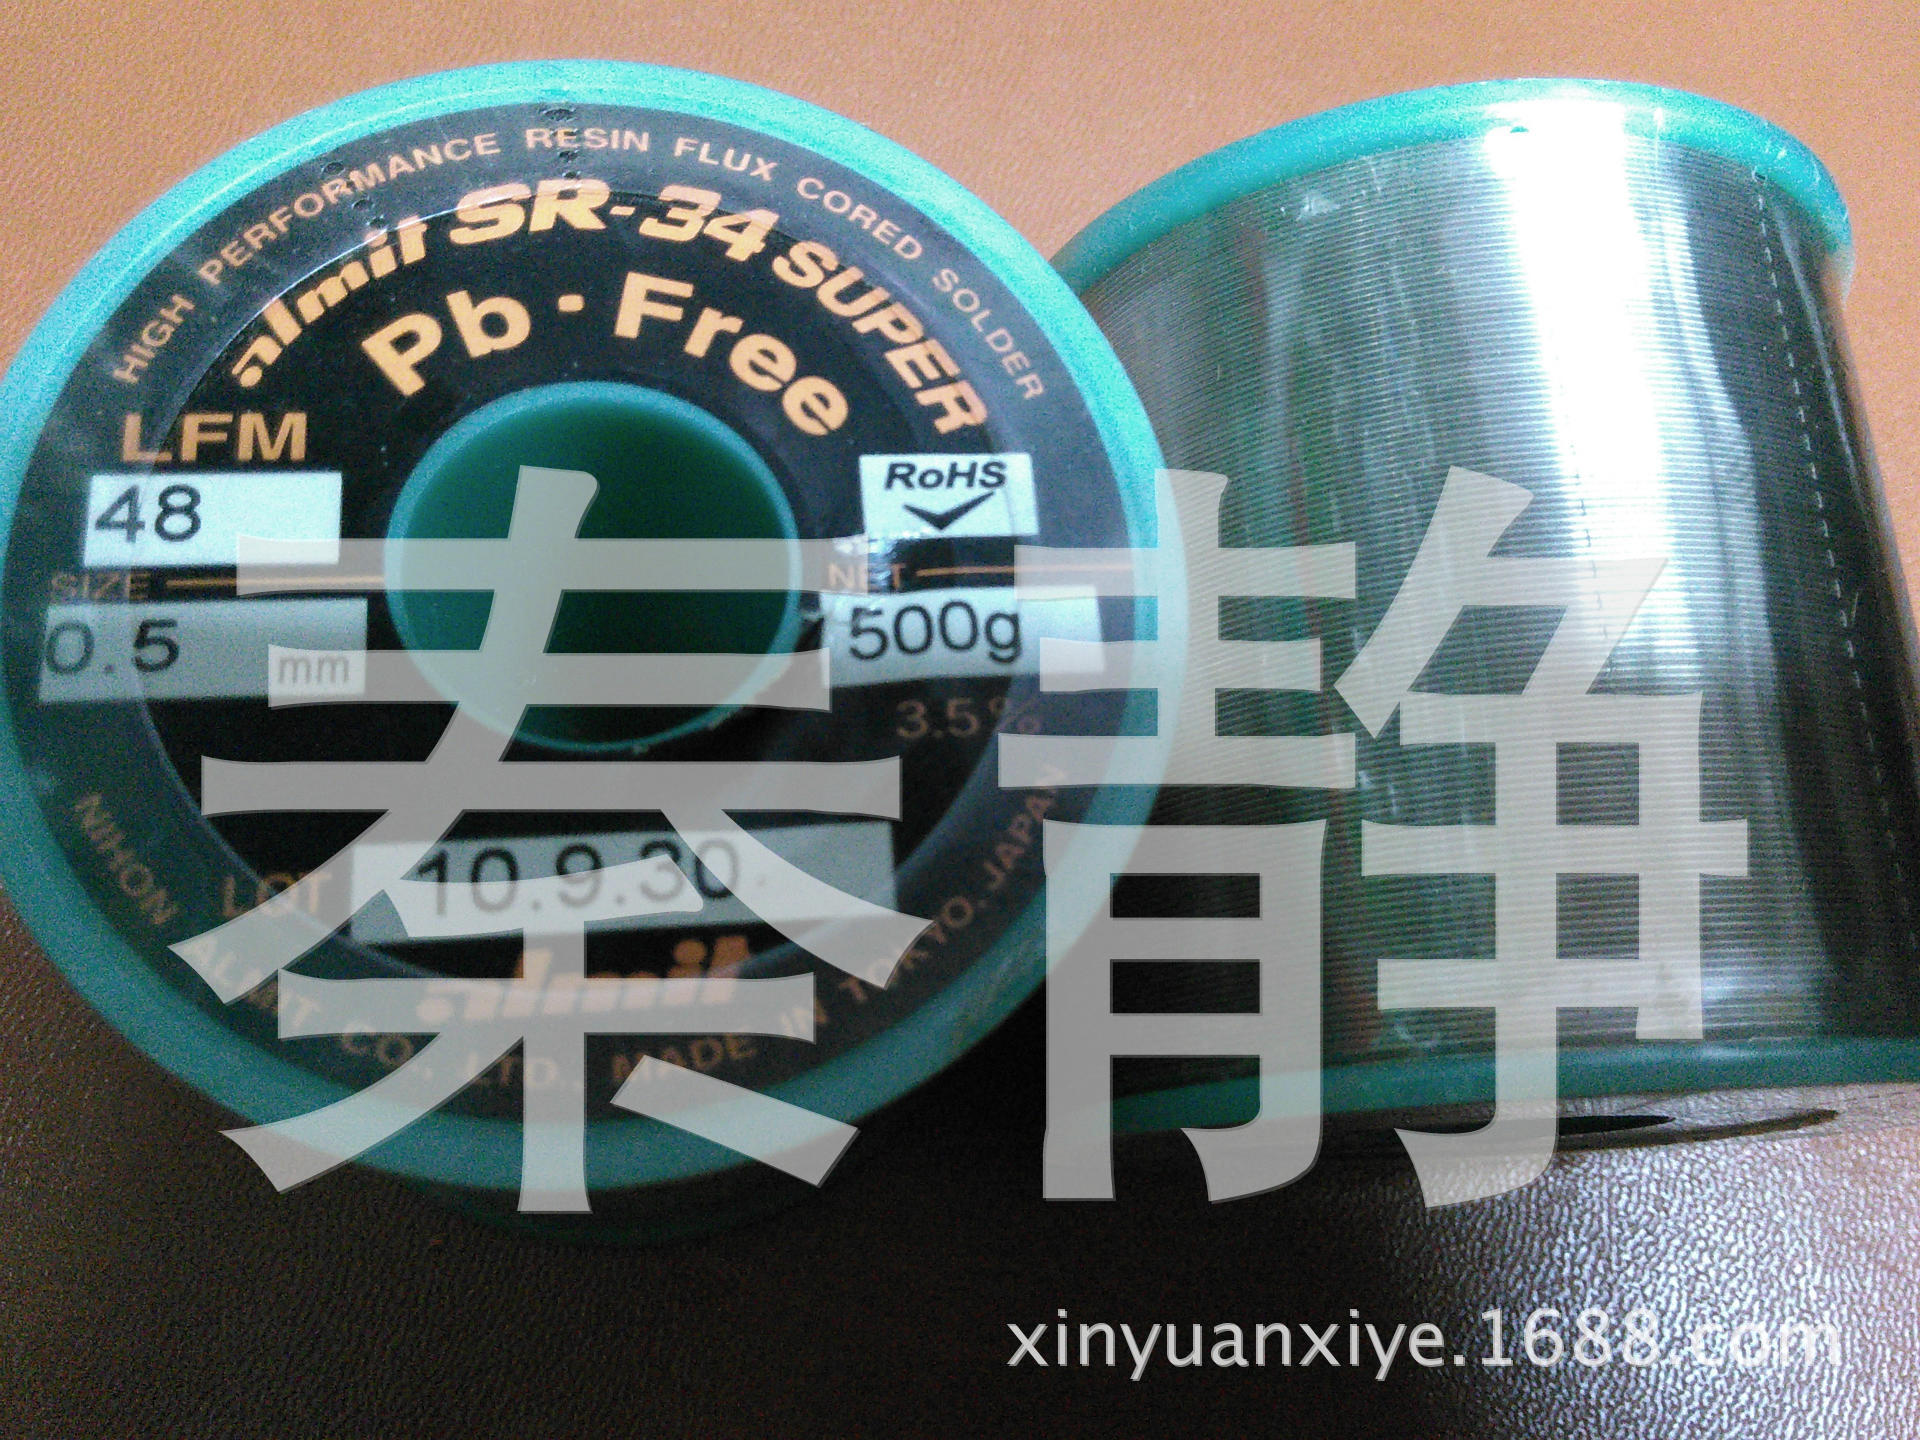 HIGH PERFORMANCE RESIN FLUX CORED SOLDER
almit SR-34 SUPER
Pb·Free
LFM
48
RoHS
SIZE
NET
0.5 mm
500g
3.5%
LOT 10.9.30.
almit
NIHON ALMIT CO., LTD., MADE IN TOKYO, JAPAN
秦静
xinyuanxiye.1688.com